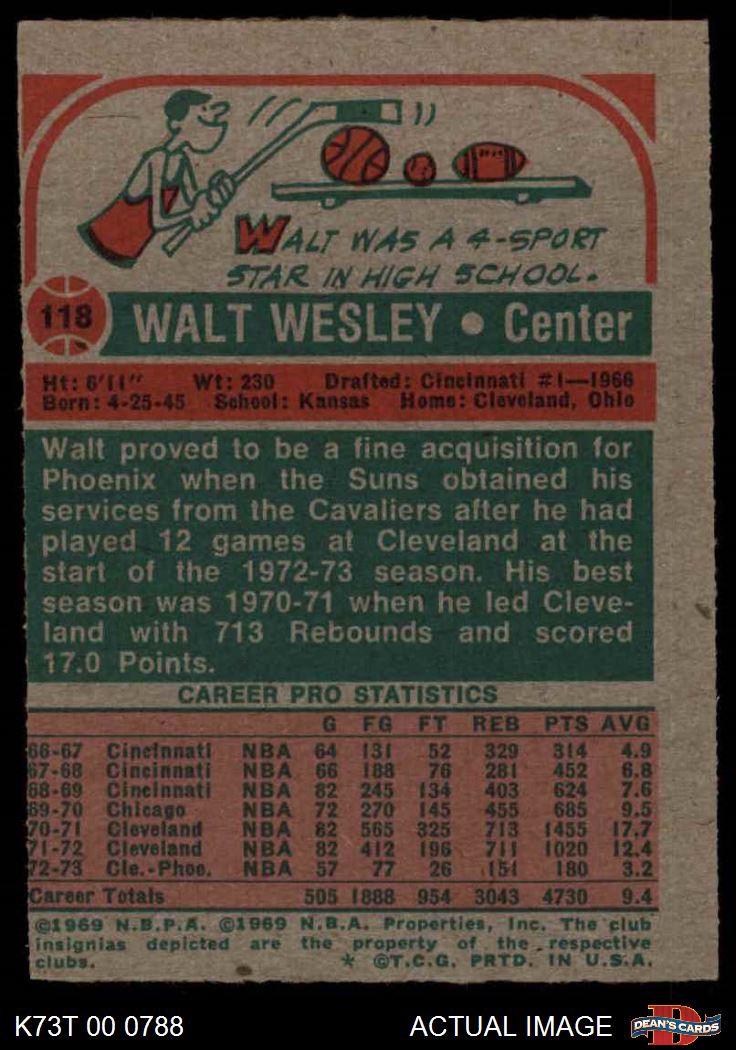 WALT WAS A 4-SPORT
STAR IN HIGH SCHOOL.
118
WALT WESLEY • Center
Ht: 6'11" Wt: 230 Drafted: Cincinnati #1—1966
Born: 4-25-45 School: Kansas Home: Cleveland, Ohio
Walt proved to be a fine acquisition for
Phoenix when the Suns obtained his
services from the Cavaliers after he had
played 12 games at Cleveland at the
start of the 1972-73 season. His best
season was 1970-71 when he led Cleve-
land with 713 Rebounds and scored
17.0 Points.
CAREER PRO STATISTICS
G FG FT REB PTS AVG
66-67 Cincinnati NBA 64 131 52 329 314 4.9
67-68 Cincinnati NBA 66 188 76 281 452 6.8
68-69 Cincinnati NBA 82 245 134 403 624 7.6
69-70 Chicago NBA 72 270 145 455 685 9.5
70-71 Cleveland NBA 82 565 325 713 1455 17.7
71-72 Cleveland NBA 82 412 196 711 1020 12.4
72-73 Cle.-Phoe. NBA 57 77 26 151 180 3.2
Career Totals 505 1888 954 3043 4730 9.4
©1969 N.B.P.A. ©1969 N.B.A. Properties, Inc. The club
insignias depicted are the property of the respective
clubs. * ©T.C.G. PRTD. IN U.S.A.
K73T 00 0788 ACTUAL IMAGE DEAN'S CARDS